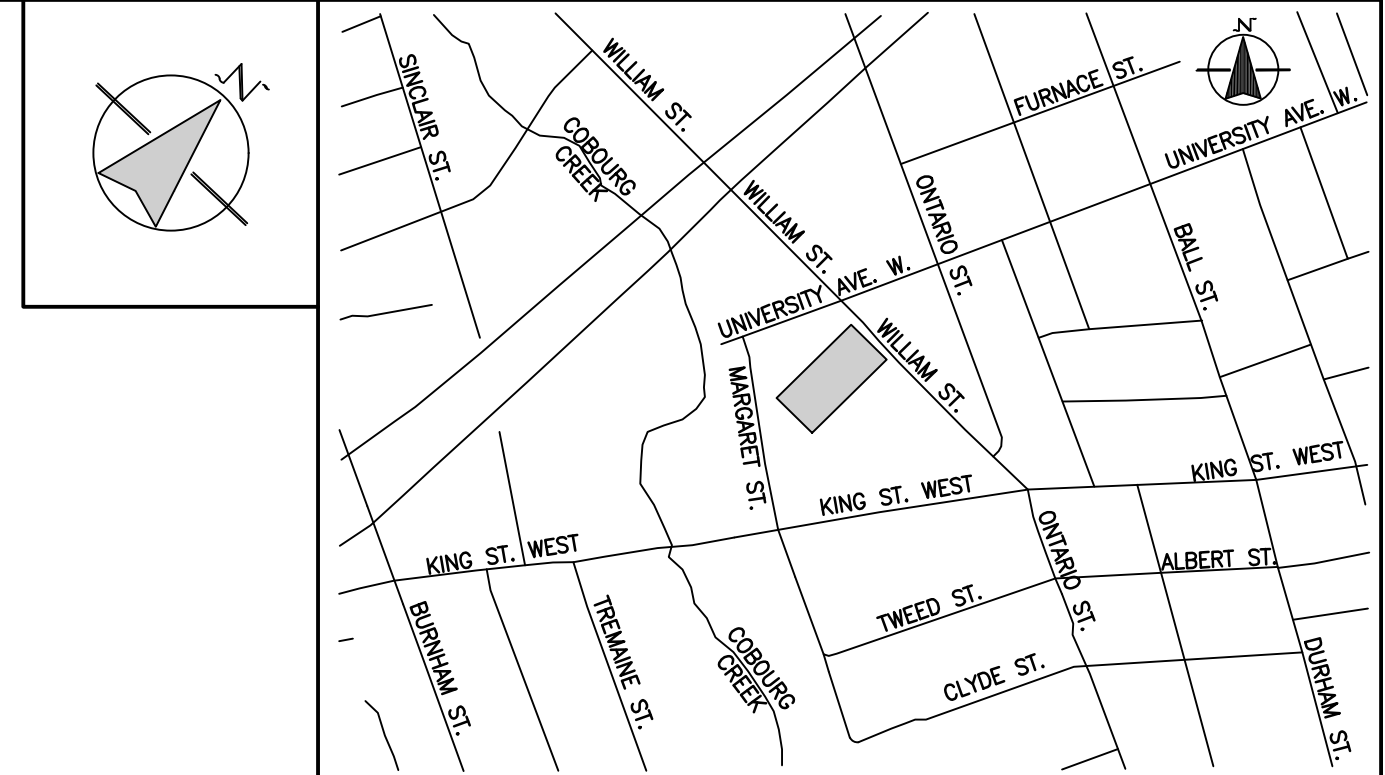 N
N
SINCLAIR ST.
WILLIAM ST.
COBOURG
CREEK
FURNACE ST.
UNIVERSITY AVE. W.
WILLIAM ST.
ONTARIO ST.
BALL ST.
UNIVERSITY AVE. W.
WILLIAM ST.
MARGARET ST.
KING ST. WEST
KING ST. WEST
KING ST. WEST
ONTARIO ST.
ALBERT ST.
TWEED ST.
BURNHAM ST.
TREMAINE ST.
COBOURG
CREEK
CLYDE ST.
DURHAM ST.